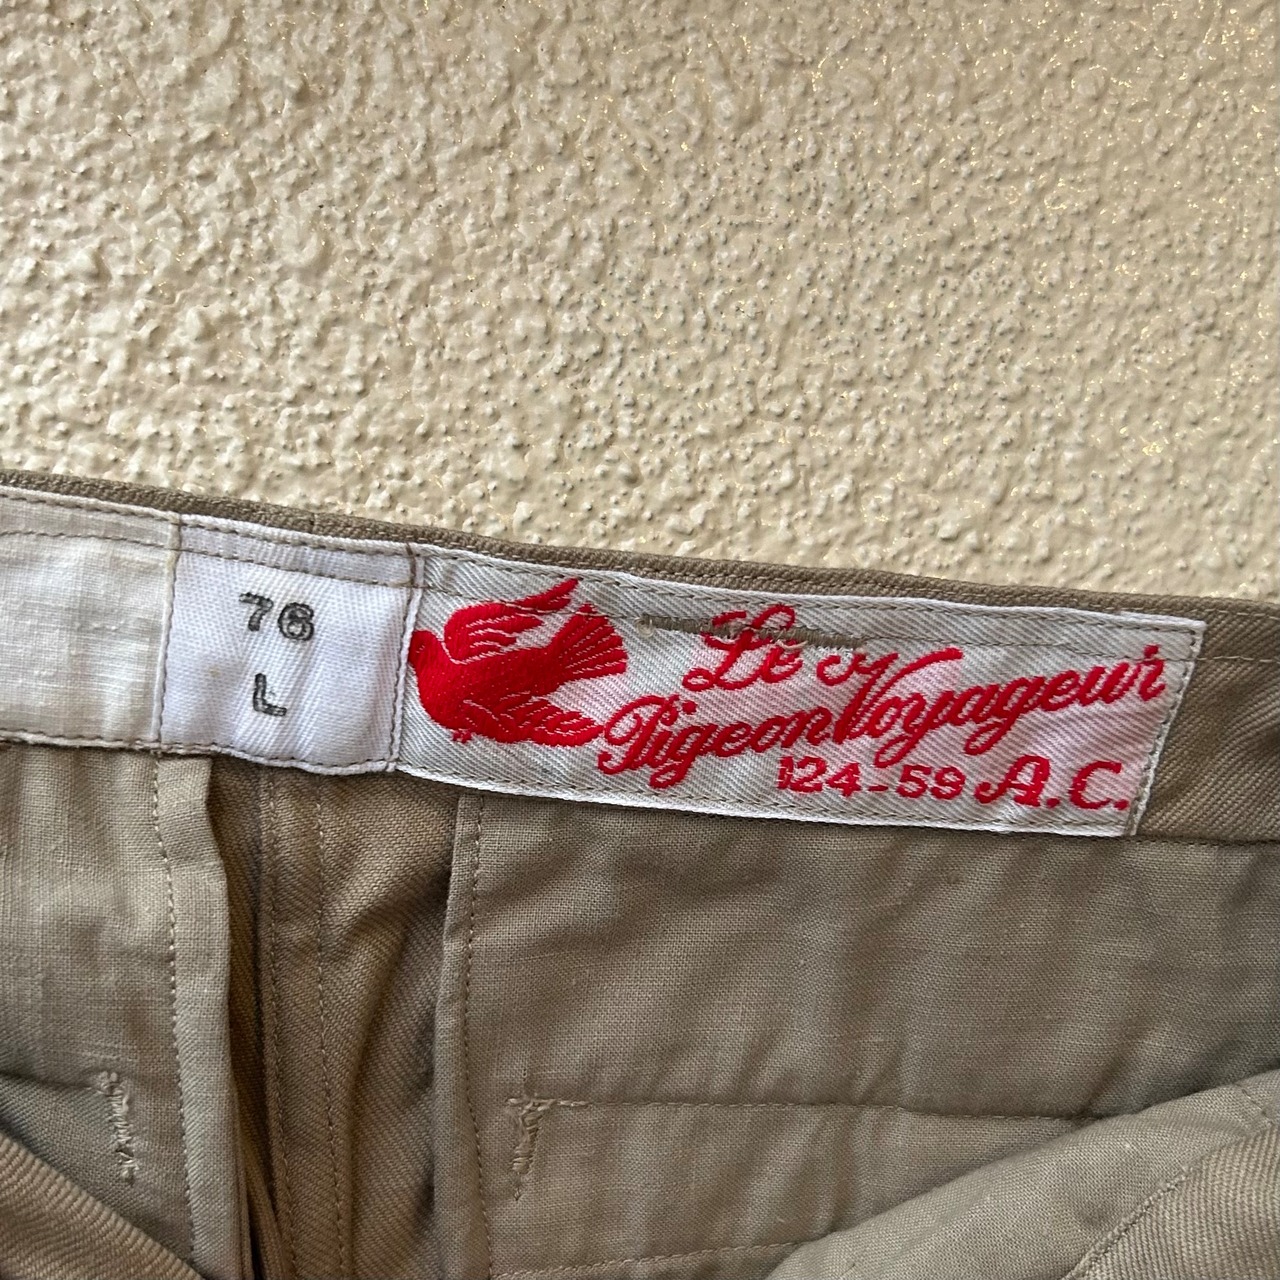 76
L
Le
Pigeon Voyageur
124-59 A.C.